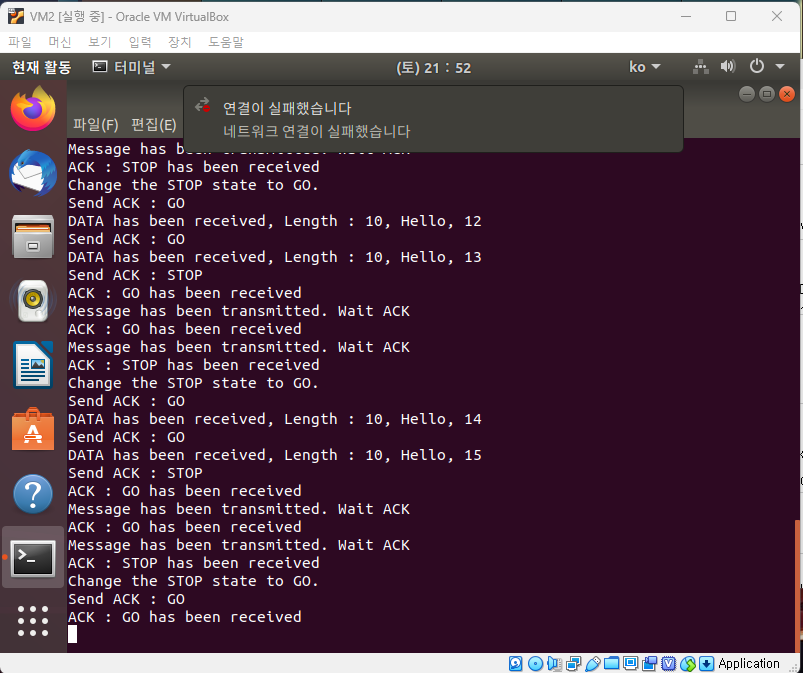 VM2 [실행 중] - Oracle VM VirtualBox
파일 머신 보기 입력 장치 도움말
현재 활동 터미널 (토) 21 : 52 ko
연결이 실패했습니다
네트워크 연결이 실패했습니다
파일(F) 편집(E)
Message has b
ACK : STOP has been received
Change the STOP state to GO.
Send ACK : GO
DATA has been received, Length : 10, Hello, 12
Send ACK : GO
DATA has been received, Length : 10, Hello, 13
Send ACK : STOP
ACK : GO has been received
Message has been transmitted. Wait ACK
ACK : GO has been received
Message has been transmitted. Wait ACK
ACK : STOP has been received
Change the STOP state to GO.
Send ACK : GO
DATA has been received, Length : 10, Hello, 14
Send ACK : GO
DATA has been received, Length : 10, Hello, 15
Send ACK : STOP
ACK : GO has been received
Message has been transmitted. Wait ACK
ACK : GO has been received
Message has been transmitted. Wait ACK
ACK : STOP has been received
Change the STOP state to GO.
Send ACK : GO
ACK : GO has been received
Application